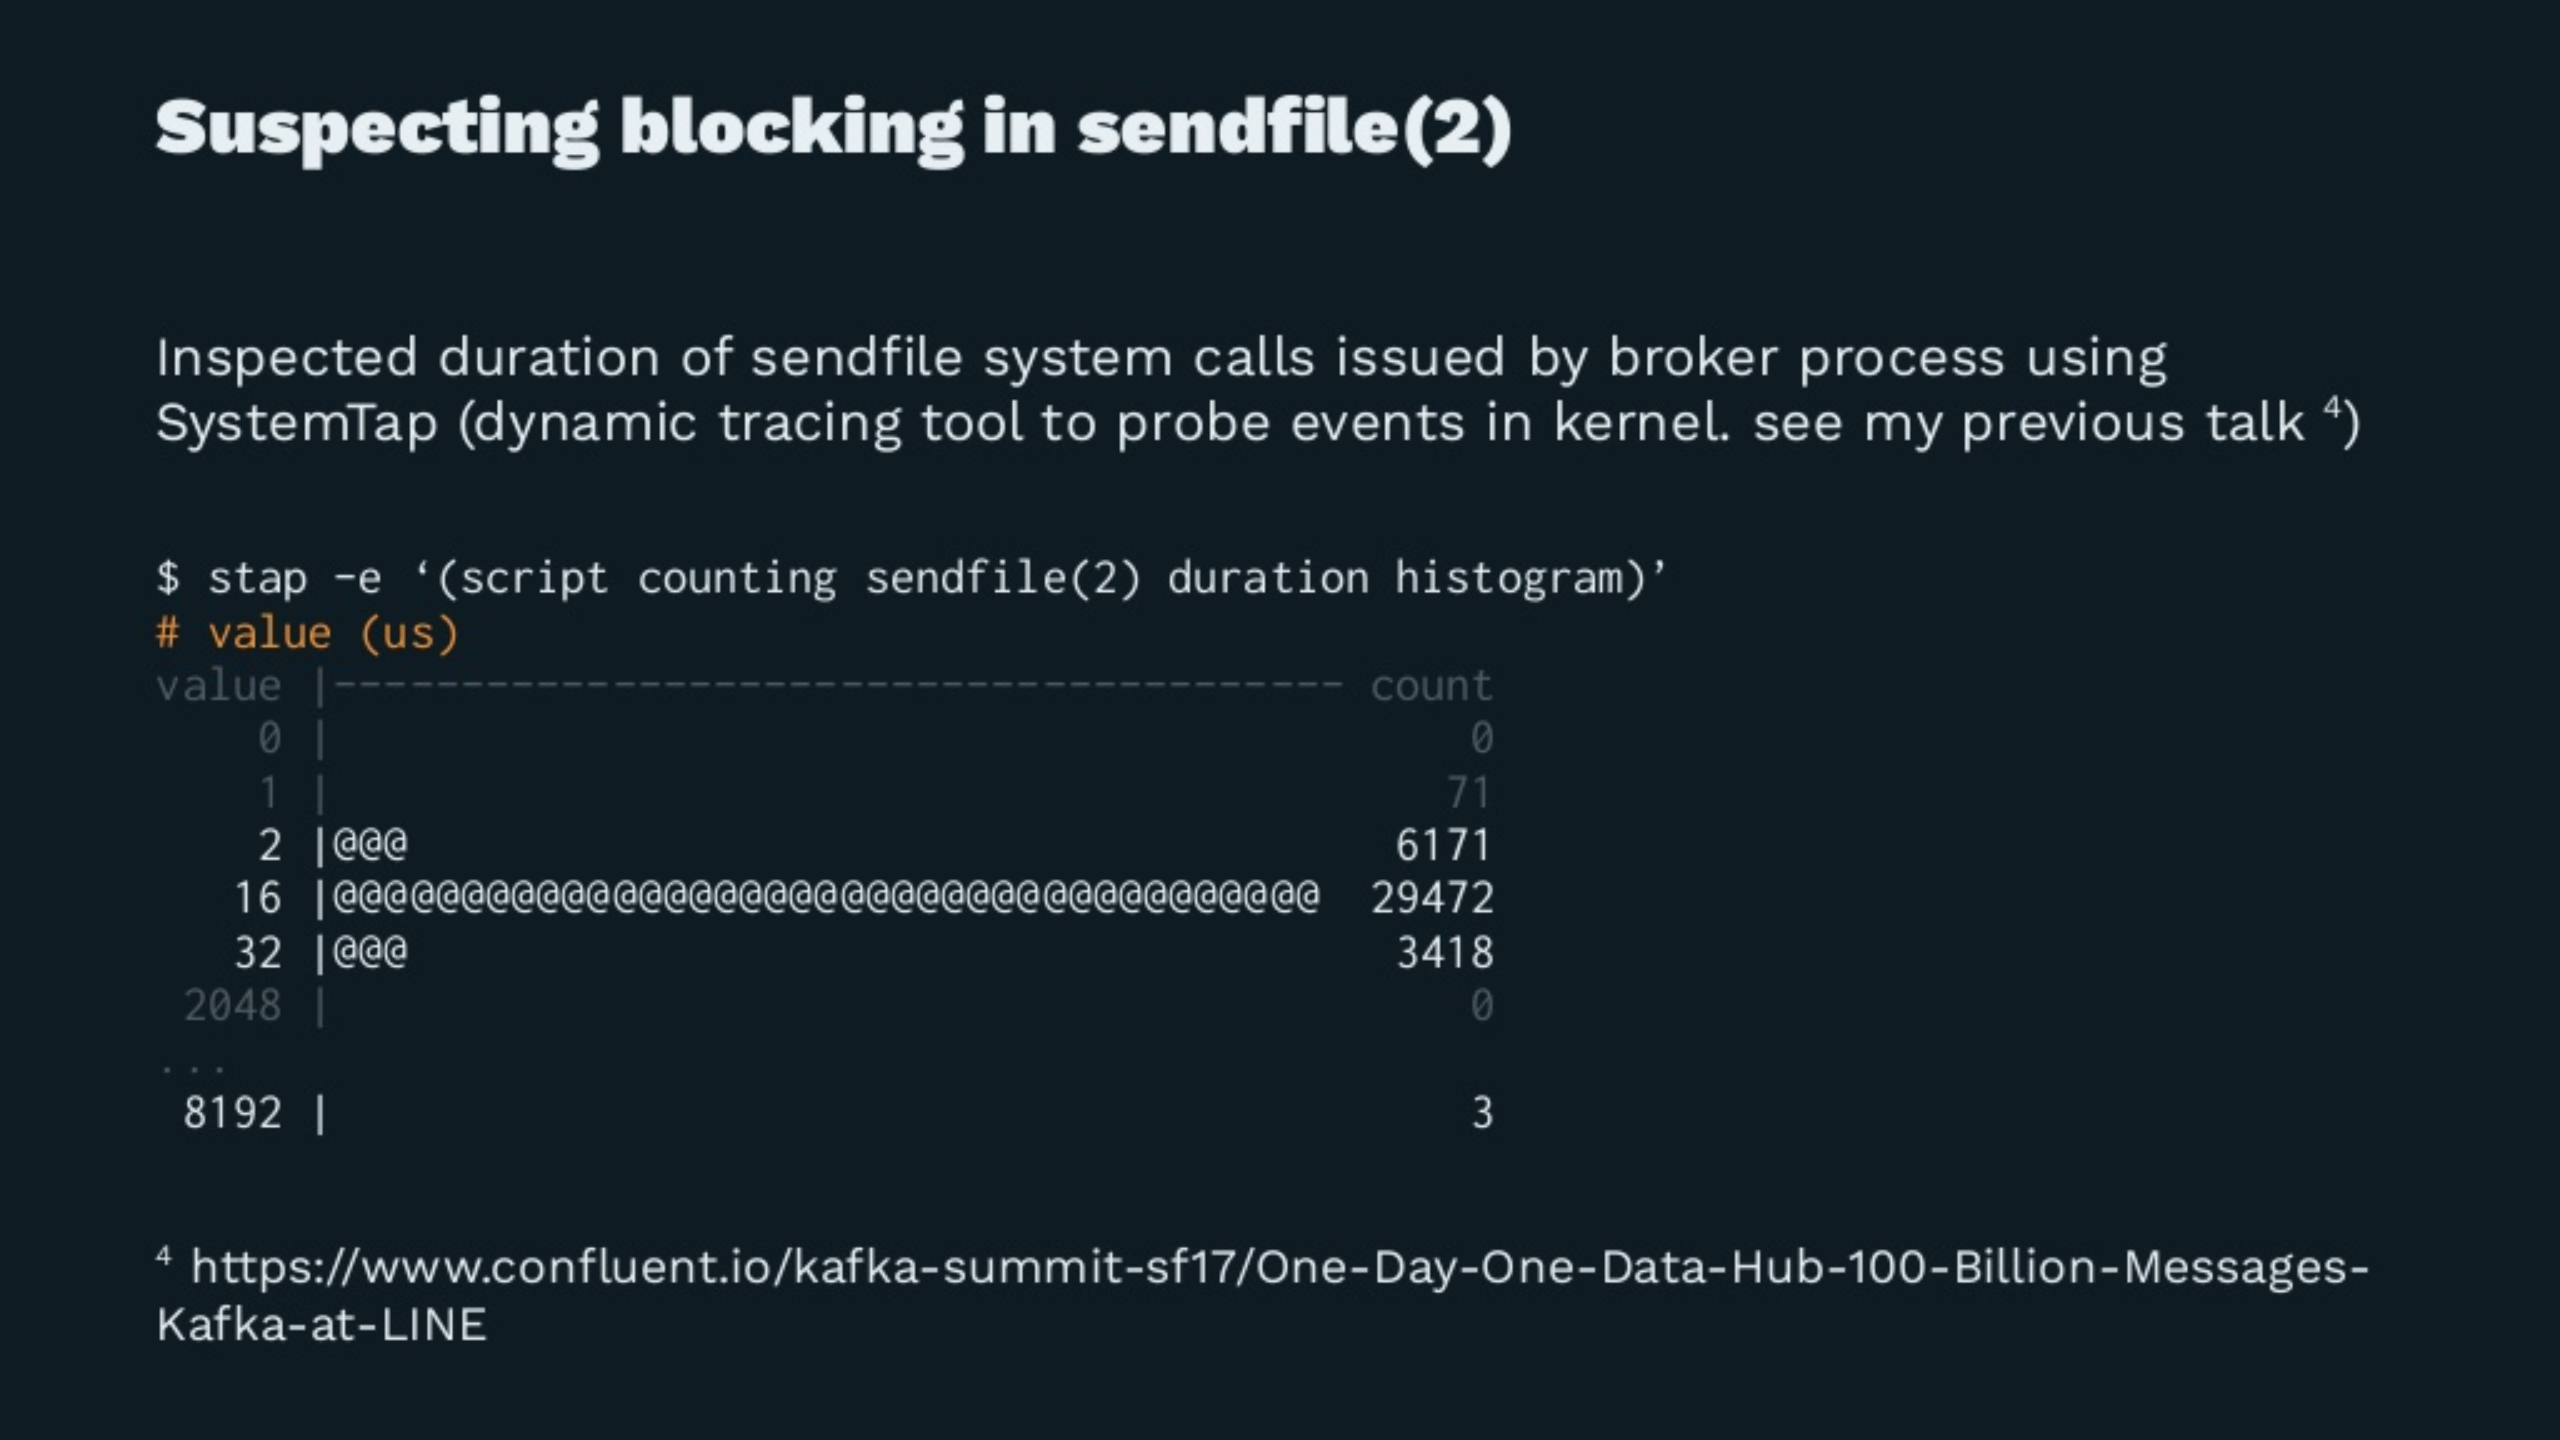 Suspecting blocking in sendfile(2)
Inspected duration of sendfile system calls issued by broker process using
SystemTap (dynamic tracing tool to probe events in kernel. see my previous talk ⁴)
$ stap -e ‘(script counting sendfile(2) duration histogram)’
# value (us)
value |---------------------------------------- count
0 | 0
1 | 71
2 |@@@ 6171
16 |@@@@@@@@@@@@@@@@@@@@@@@@@@@@@@@@@@@@@@@ 29472
32 |@@@ 3418
2048 | 0
...
8192 | 3
⁴ https://www.confluent.io/kafka-summit-sf17/One-Day-One-Data-Hub-100-Billion-Messages-
Kafka-at-LINE